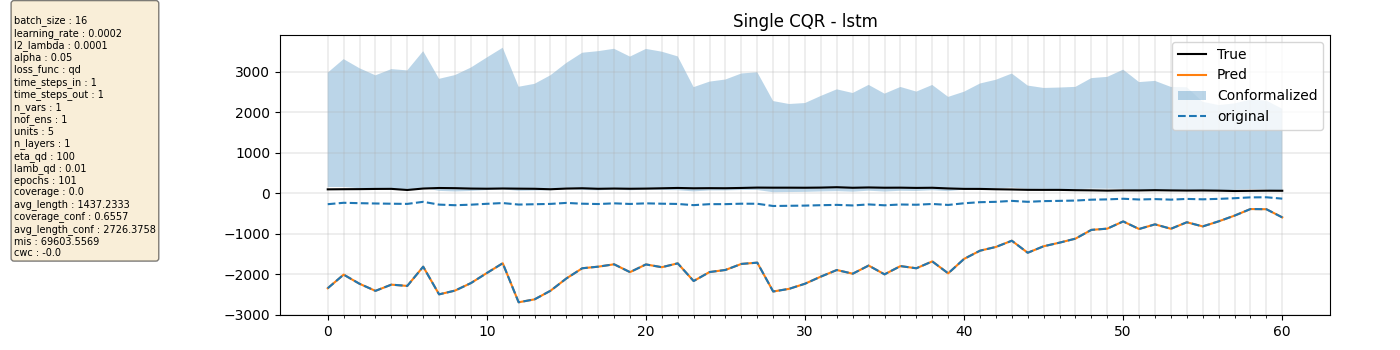 batch_size : 16
learning_rate : 0.0002
l2_lambda : 0.0001
alpha : 0.05
loss_func : qd
time_steps_in : 1
time_steps_out : 1
n_vars : 1
nof_ens : 1
units : 5
n_layers : 1
eta_qd : 100
lamb_qd : 0.01
epochs : 101
coverage : 0.0
avg_length : 1437.2333
coverage_conf : 0.6557
avg_length_conf : 2726.3758
mis : 69603.5569
cwc : -0.0
Single CQR - lstm
3000
2000
1000
0
−1000
−2000
−3000
0 10 20 30 40 50 60
True
Pred
Conformalized
original